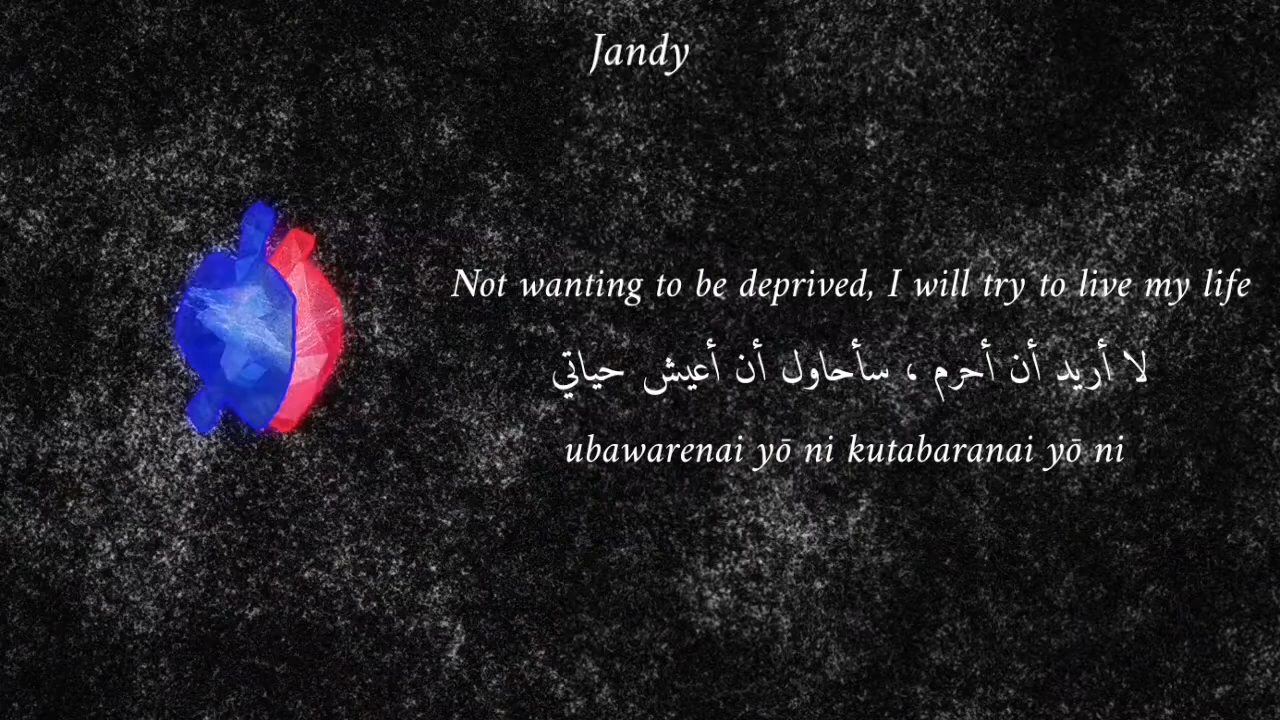 Jandy
Not wanting to be deprived, I will try to live my life
لا أريد أن أحرم ، سأحاول أن أعيش حياتي
ubawarenai yō ni kutabaranai yō ni